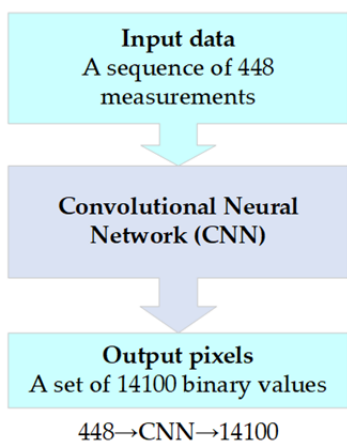 Input data
A sequence of 448
measurements
Convolutional Neural
Network (CNN)
Output pixels
A set of 14100 binary values
448→CNN→14100